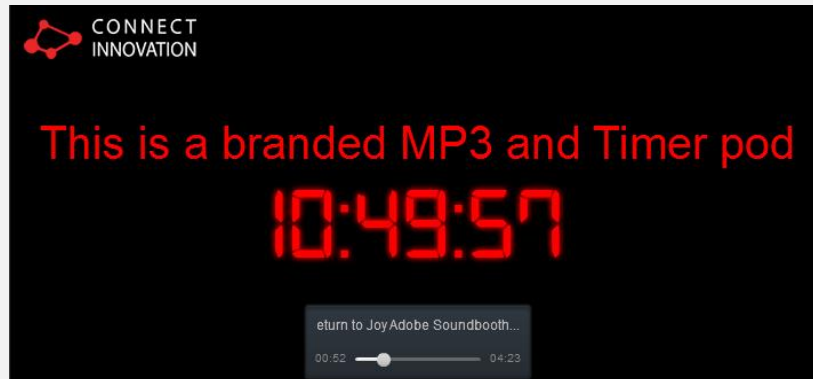 CONNECT
INNOVATION
This is a branded MP3 and Timer pod
10:49:57
eturn to Joy Adobe Soundbooth...
00:52 04:23